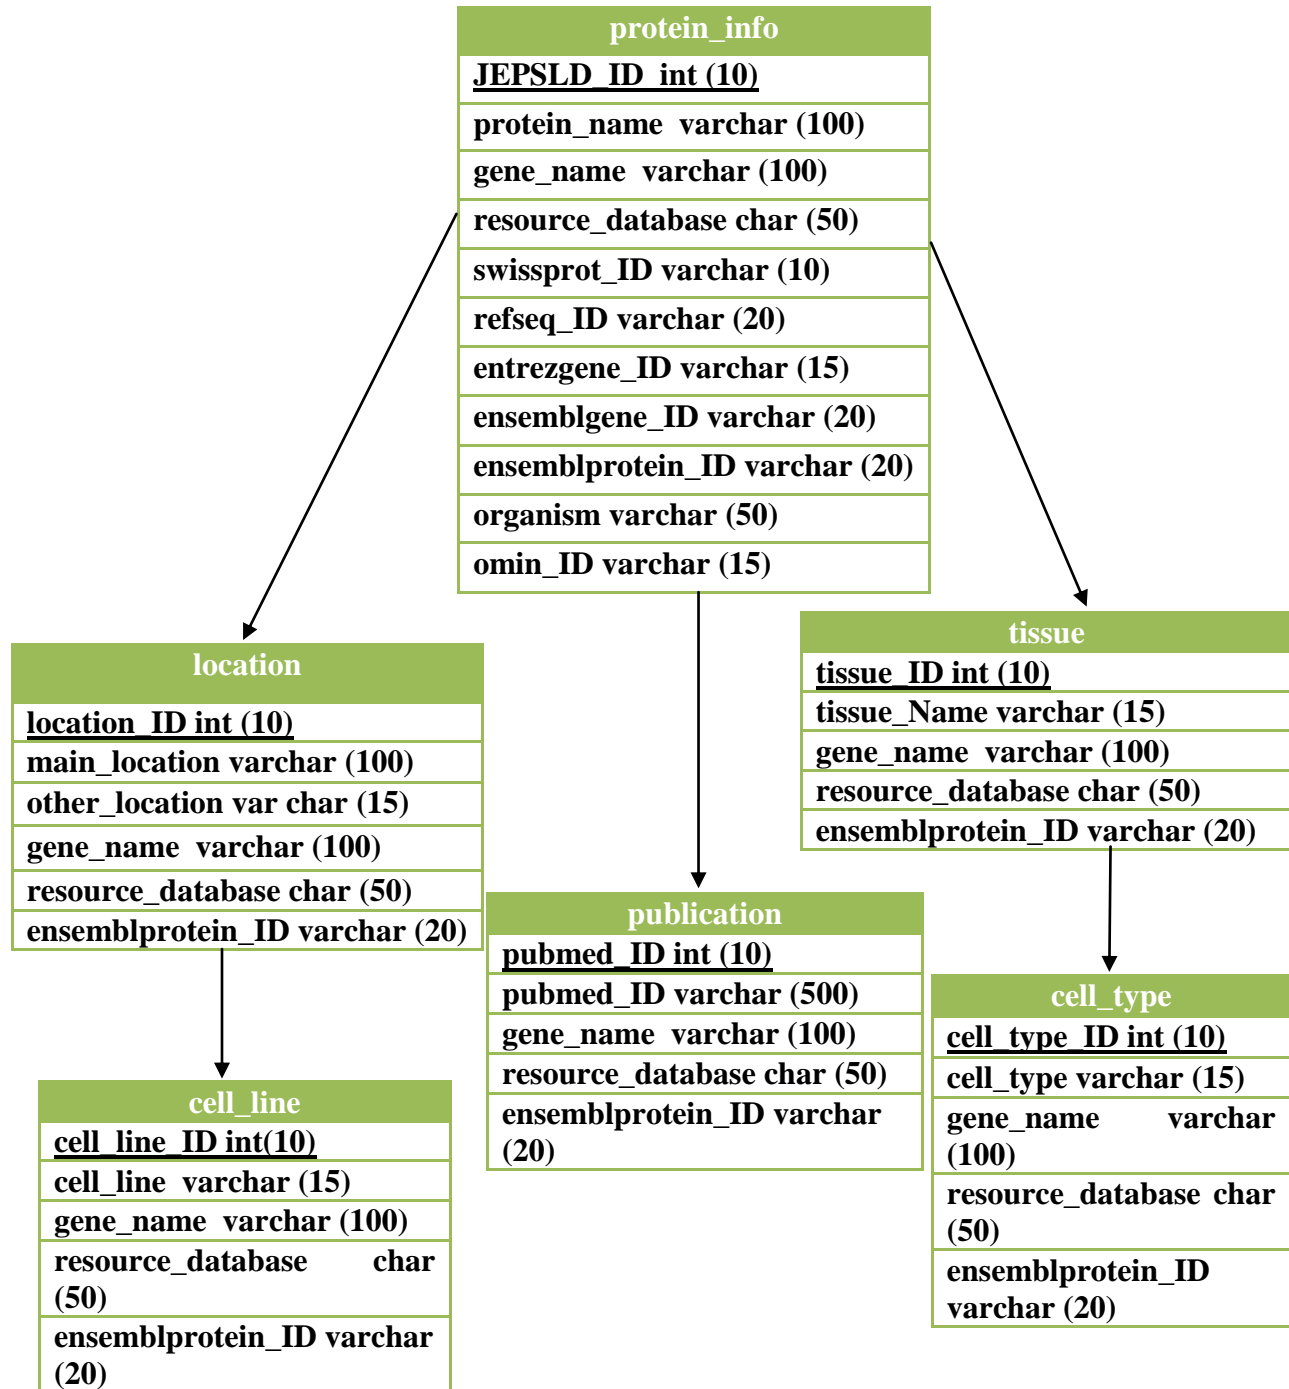 protein_info
JEPSLD_ID int (10)
protein_name varchar (100)
gene_name varchar (100)
resource_database char (50)
swissprot_ID varchar (10)
refseq_ID varchar (20)
entrezgene_ID varchar (15)
ensemblgene_ID varchar (20)
ensemblprotein_ID varchar (20)
organism varchar (50)
omin_ID varchar (15)
location
location_ID int (10)
main_location varchar (100)
other_location var char (15)
gene_name varchar (100)
resource_database char (50)
ensemblprotein_ID varchar (20)
tissue
tissue_ID int (10)
tissue_Name varchar (15)
gene_name varchar (100)
resource_database char (50)
ensemblprotein_ID varchar (20)
publication
pubmed_ID int (10)
pubmed_ID varchar (500)
gene_name varchar (100)
resource_database char (50)
ensemblprotein_ID varchar
(20)
cell_type
cell_type_ID int (10)
cell_type varchar (15)
gene_name varchar
(100)
resource_database char
(50)
ensemblprotein_ID
varchar (20)
cell_line
cell_line_ID int(10)
cell_line varchar (15)
gene_name varchar (100)
resource_database char
(50)
ensemblprotein_ID varchar
(20)